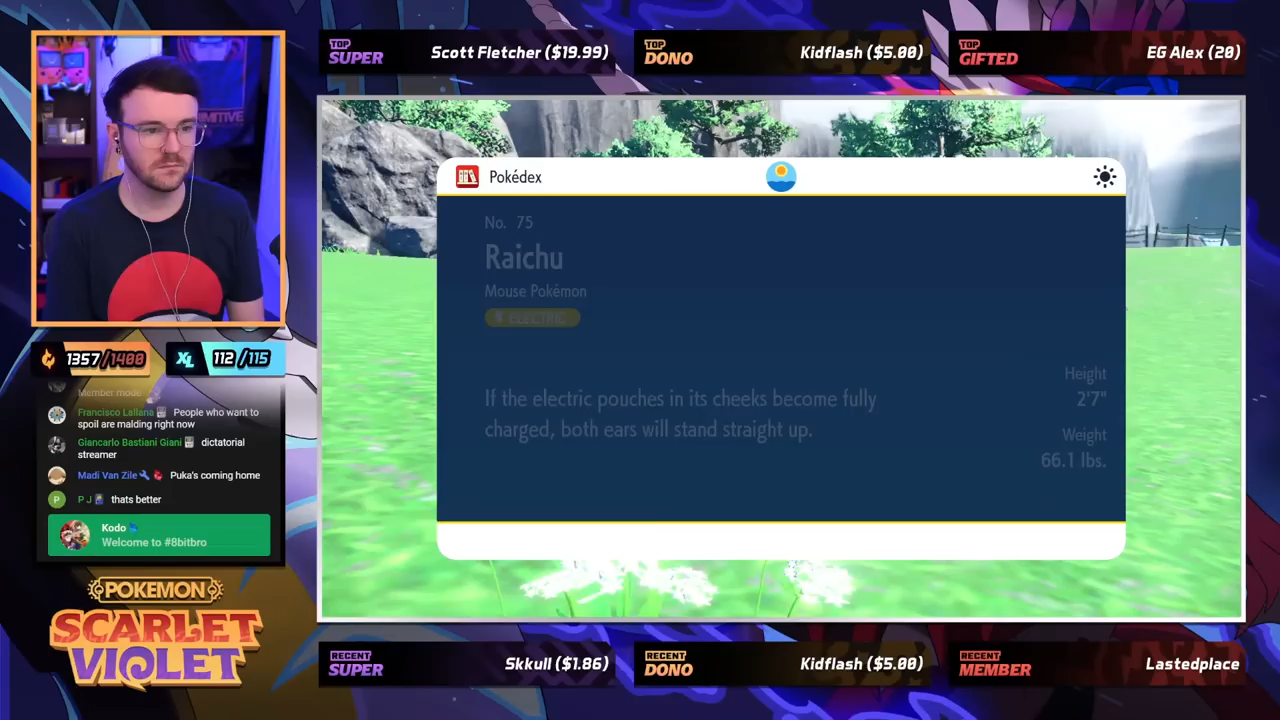 TOP SUPER Scott Fletcher ($19.99)
TOP DONO Kidflash ($5.00)
TOP GIFTED EG Alex (20)
Pokédex
No. 75
Raichu
Mouse Pokémon
ELECTRIC
Height
2'7"
If the electric pouches in its cheeks become fully
charged, both ears will stand straight up.
Weight
66.1 lbs.
1357/1400
XL 112/115
Member mode
Francisco Lallana People who want to
spoil are malding right now
Giancarlo Bastiani Giani dictatorial
streamer
Madi Van Zile Puka's coming home
P
P J thats better
Kodo
Welcome to #8bitbro
POKEMON
SCARLET
VIOLET
RECENT SUPER Skkull ($1.86)
RECENT DONO Kidflash ($5.00)
RECENT MEMBER Lastedplace